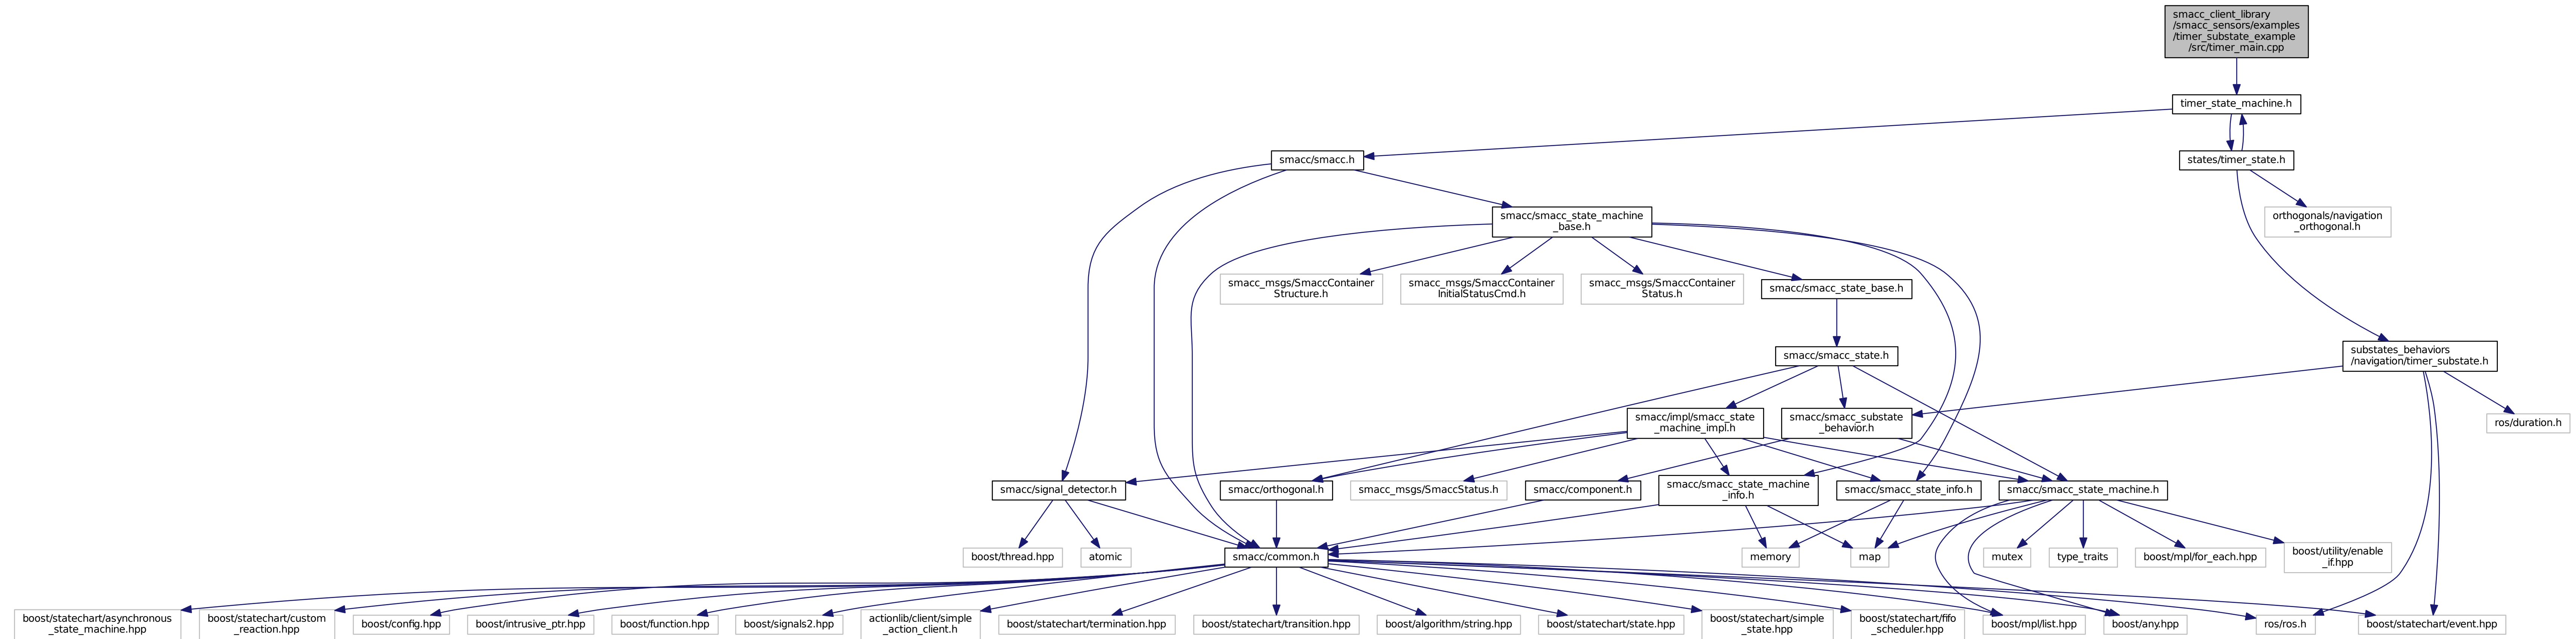 smacc_client_library
/smacc_sensors/examples
/timer_substate_example
/src/timer_main.cpp
timer_state_machine.h
smacc/smacc.h
states/timer_state.h
smacc/smacc_state_machine
_base.h
orthogonals/navigation
_orthogonal.h
smacc_msgs/SmaccContainer
Structure.h
smacc_msgs/SmaccContainer
InitialStatusCmd.h
smacc_msgs/SmaccContainer
Status.h
smacc/smacc_state_base.h
smacc/smacc_state.h
substates_behaviors
/navigation/timer_substate.h
smacc/impl/smacc_state
_machine_impl.h
smacc/smacc_substate
_behavior.h
ros/duration.h
smacc/signal_detector.h
smacc/orthogonal.h
smacc_msgs/SmaccStatus.h
smacc/component.h
smacc/smacc_state_machine
_info.h
smacc/smacc_state_info.h
smacc/smacc_state_machine.h
boost/thread.hpp
atomic
smacc/common.h
memory
map
mutex
type_traits
boost/mpl/for_each.hpp
boost/utility/enable
_if.hpp
boost/statechart/asynchronous
_state_machine.hpp
boost/statechart/custom
_reaction.hpp
boost/config.hpp
boost/intrusive_ptr.hpp
boost/function.hpp
boost/signals2.hpp
actionlib/client/simple
_action_client.h
boost/statechart/termination.hpp
boost/statechart/transition.hpp
boost/algorithm/string.hpp
boost/statechart/state.hpp
boost/statechart/simple
_state.hpp
boost/statechart/fifo
_scheduler.hpp
boost/mpl/list.hpp
boost/any.hpp
ros/ros.h
boost/statechart/event.hpp